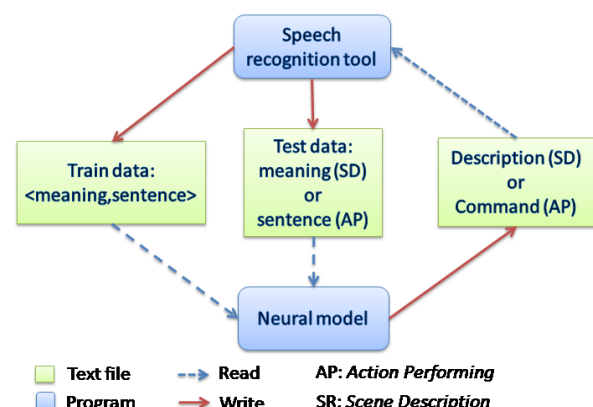 Speech
recognition tool
Train data:
<meaning,sentence>
Test data:
meaning (SD)
or
sentence (AP)
Description (SD)
or
Command (AP)
Neural model
Text file
Read
AP: Action Performing
Program
Write
SR: Scene Description